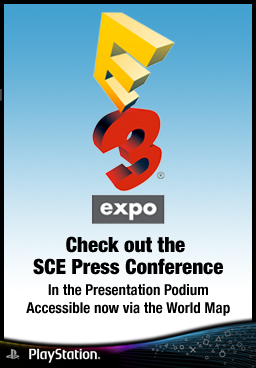 E3
expo
Check out the
SCE Press Conference
In the Presentation Podium
Accessible now via the World Map
PlayStation.